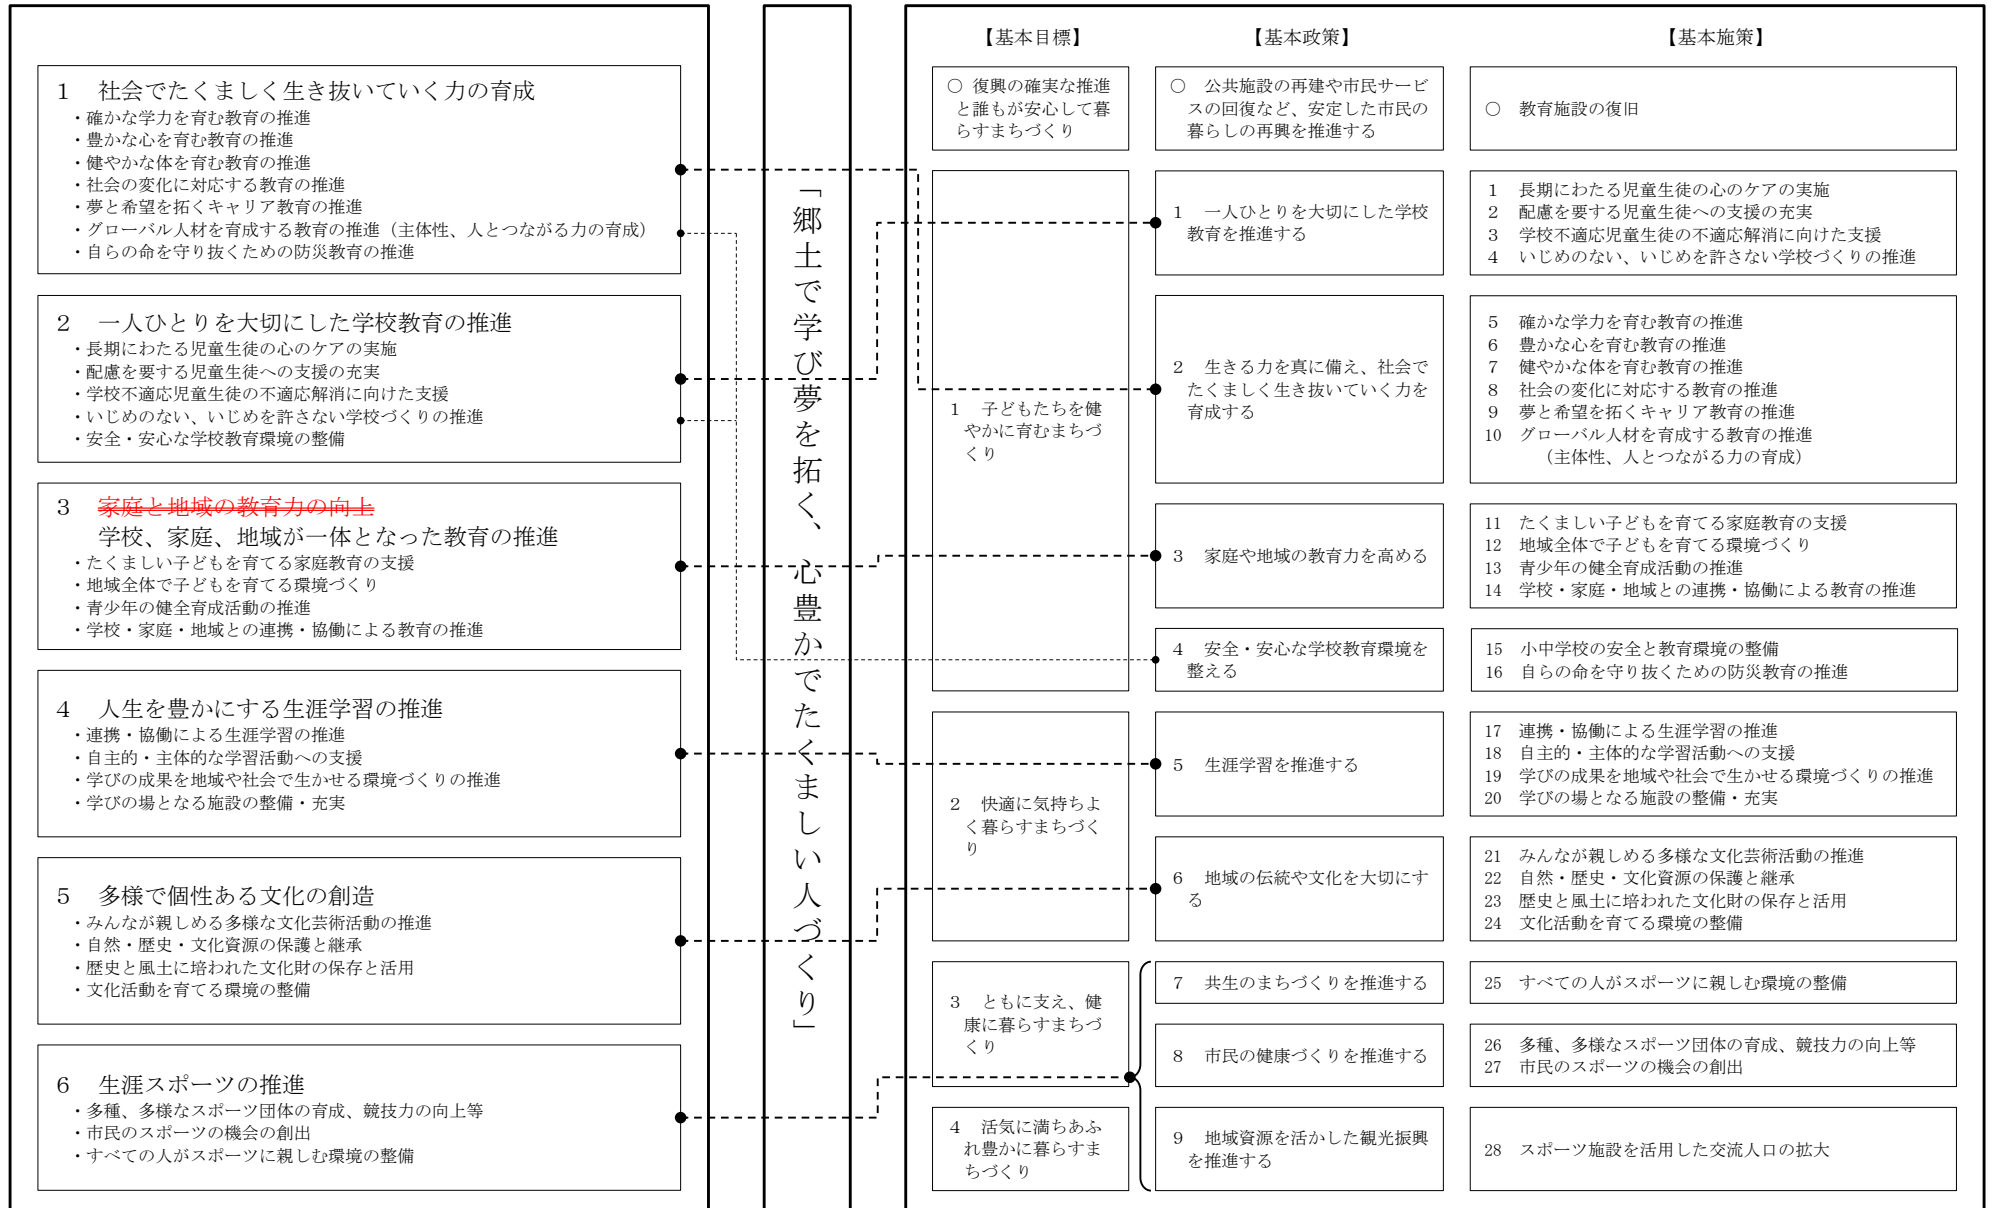 １　社会でたくましく生き抜いていく力の育成
・確かな学力を育む教育の推進
・豊かな心を育む教育の推進
・健やかな体を育む教育の推進
・社会の変化に対応する教育の推進
・夢と希望を拓くキャリア教育の推進
・グローバル人材を育成する教育の推進（主体性、人とつながる力の育成）
・自らの命を守り抜くための防災教育の推進
２　一人ひとりを大切にした学校教育の推進
・長期にわたる児童生徒の心のケアの実施
・配慮を要する児童生徒への支援の充実
・学校不適応児童生徒の不適応解消に向けた支援
・いじめのない、いじめを許さない学校づくりの推進
・安全・安心な学校教育環境の整備
３　家庭と地域の教育力の向上
学校、家庭、地域が一体となった教育の推進
・たくましい子どもを育てる家庭教育の支援
・地域全体で子どもを育てる環境づくり
・青少年の健全育成活動の推進
・学校・家庭・地域との連携・協働による教育の推進
４　人生を豊かにする生涯学習の推進
・連携・協働による生涯学習の推進
・自主的・主体的な学習活動への支援
・学びの成果を地域や社会で生かせる環境づくりの推進
・学びの場となる施設の整備・充実
５　多様で個性ある文化の創造
・みんなが親しめる多様な文化芸術活動の推進
・自然・歴史・文化資源の保護と継承
・歴史と風土に培われた文化財の保存と活用
・文化活動を育てる環境の整備
６　生涯スポーツの推進
・多種、多様なスポーツ団体の育成、競技力の向上等
・市民のスポーツの機会の創出
・すべての人がスポーツに親しむ環境の整備
「郷土で学び夢を拓く、心豊かでたくましい人づくり」
【基本目標】
○ 復興の確実な推進
と誰もが安心して暮
らすまちづくり
１　子どもたちを健
やかに育むまちづ
くり
２　快適に気持ちよ
く暮らすまちづく
り
３　ともに支え、健
康に暮らすまちづ
くり
４　活気に満ちあふ
れ豊かに暮らすま
ちづくり
【基本政策】
○　公共施設の再建や市民サービ
スの回復など、安定した市民の
暮らしの再興を推進する
１　一人ひとりを大切にした学校
教育を推進する
２　生きる力を真に備え、社会で
たくましく生き抜いていく力を
育成する
３　家庭や地域の教育力を高める
４　安全・安心な学校教育環境を
整える
５　生涯学習を推進する
６　地域の伝統や文化を大切にす
る
７　共生のまちづくりを推進する
８　市民の健康づくりを推進する
９　地域資源を活かした観光振興
を推進する
【基本施策】
○　教育施設の復旧
１　長期にわたる児童生徒の心のケアの実施
２　配慮を要する児童生徒への支援の充実
３　学校不適応児童生徒の不適応解消に向けた支援
４　いじめのない、いじめを許さない学校づくりの推進
５　確かな学力を育む教育の推進
６　豊かな心を育む教育の推進
７　健やかな体を育む教育の推進
８　社会の変化に対応する教育の推進
９　夢と希望を拓くキャリア教育の推進
10　グローバル人材を育成する教育の推進
（主体性、人とつながる力の育成）
11　たくましい子どもを育てる家庭教育の支援
12　地域全体で子どもを育てる環境づくり
13　青少年の健全育成活動の推進
14　学校・家庭・地域との連携・協働による教育の推進
15　小中学校の安全と教育環境の整備
16　自らの命を守り抜くための防災教育の推進
17　連携・協働による生涯学習の推進
18　自主的・主体的な学習活動への支援
19　学びの成果を地域や社会で生かせる環境づくりの推進
20　学びの場となる施設の整備・充実
21　みんなが親しめる多様な文化芸術活動の推進
22　自然・歴史・文化資源の保護と継承
23　歴史と風土に培われた文化財の保存と活用
24　文化活動を育てる環境の整備
25　すべての人がスポーツに親しむ環境の整備
26　多種、多様なスポーツ団体の育成、競技力の向上等
27　市民のスポーツの機会の創出
28　スポーツ施設を活用した交流人口の拡大